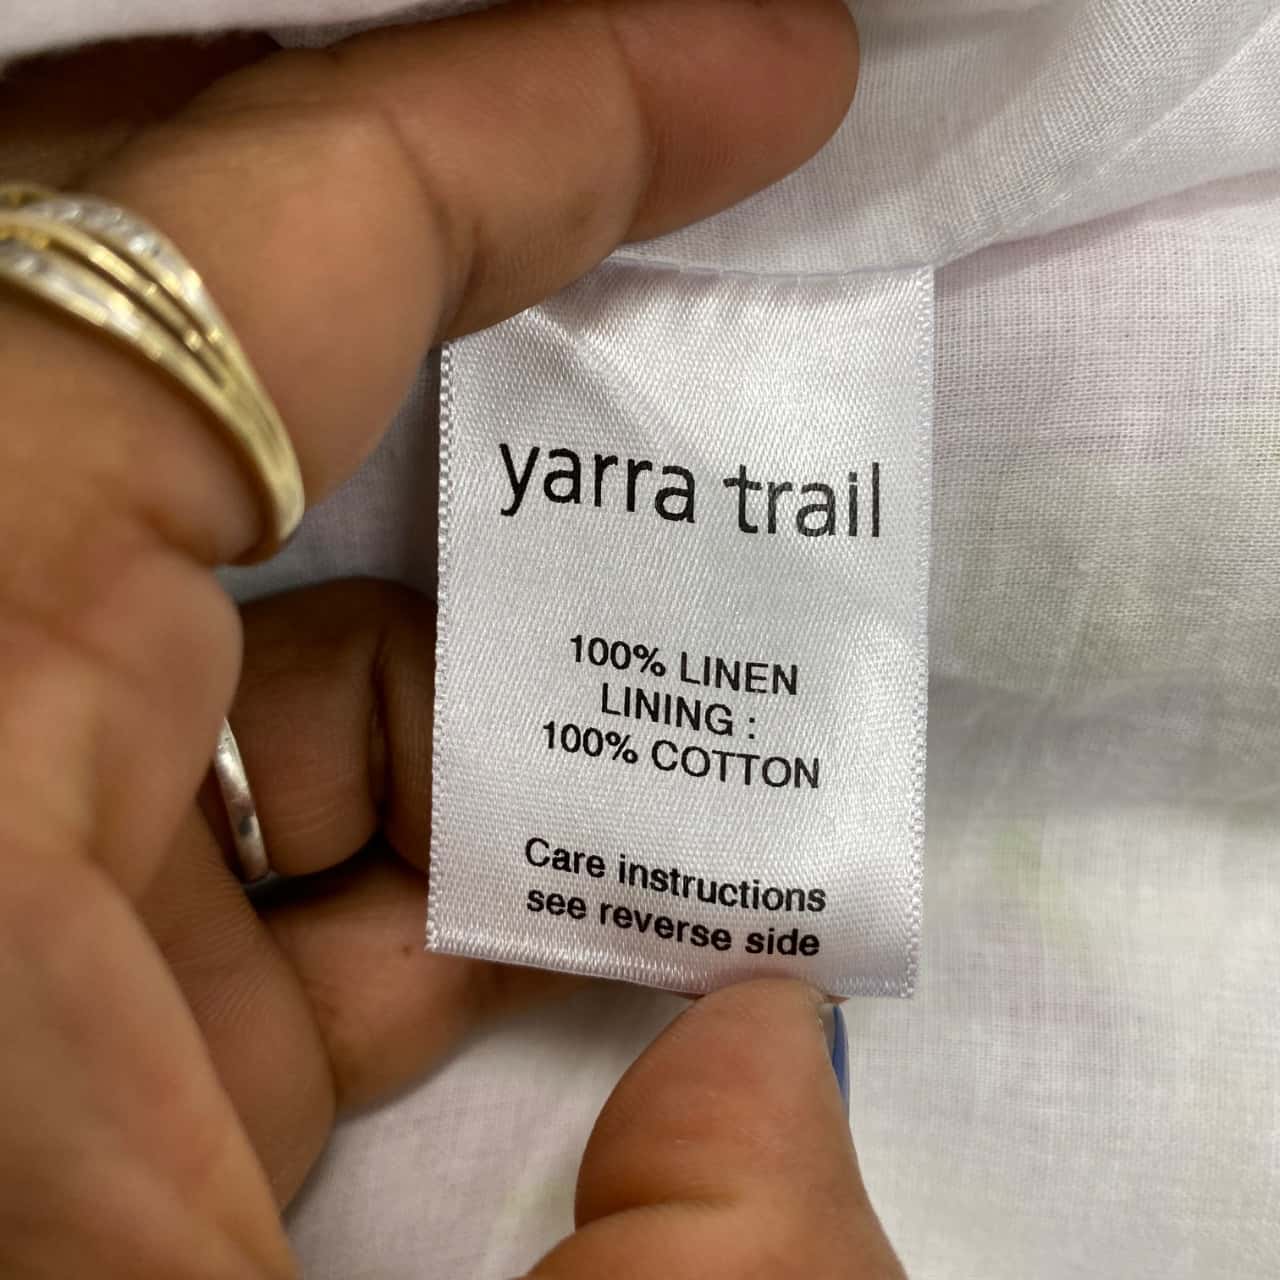 yarra trail
100% LINEN
LINING :
100% COTTON
Care instructions
see reverse side